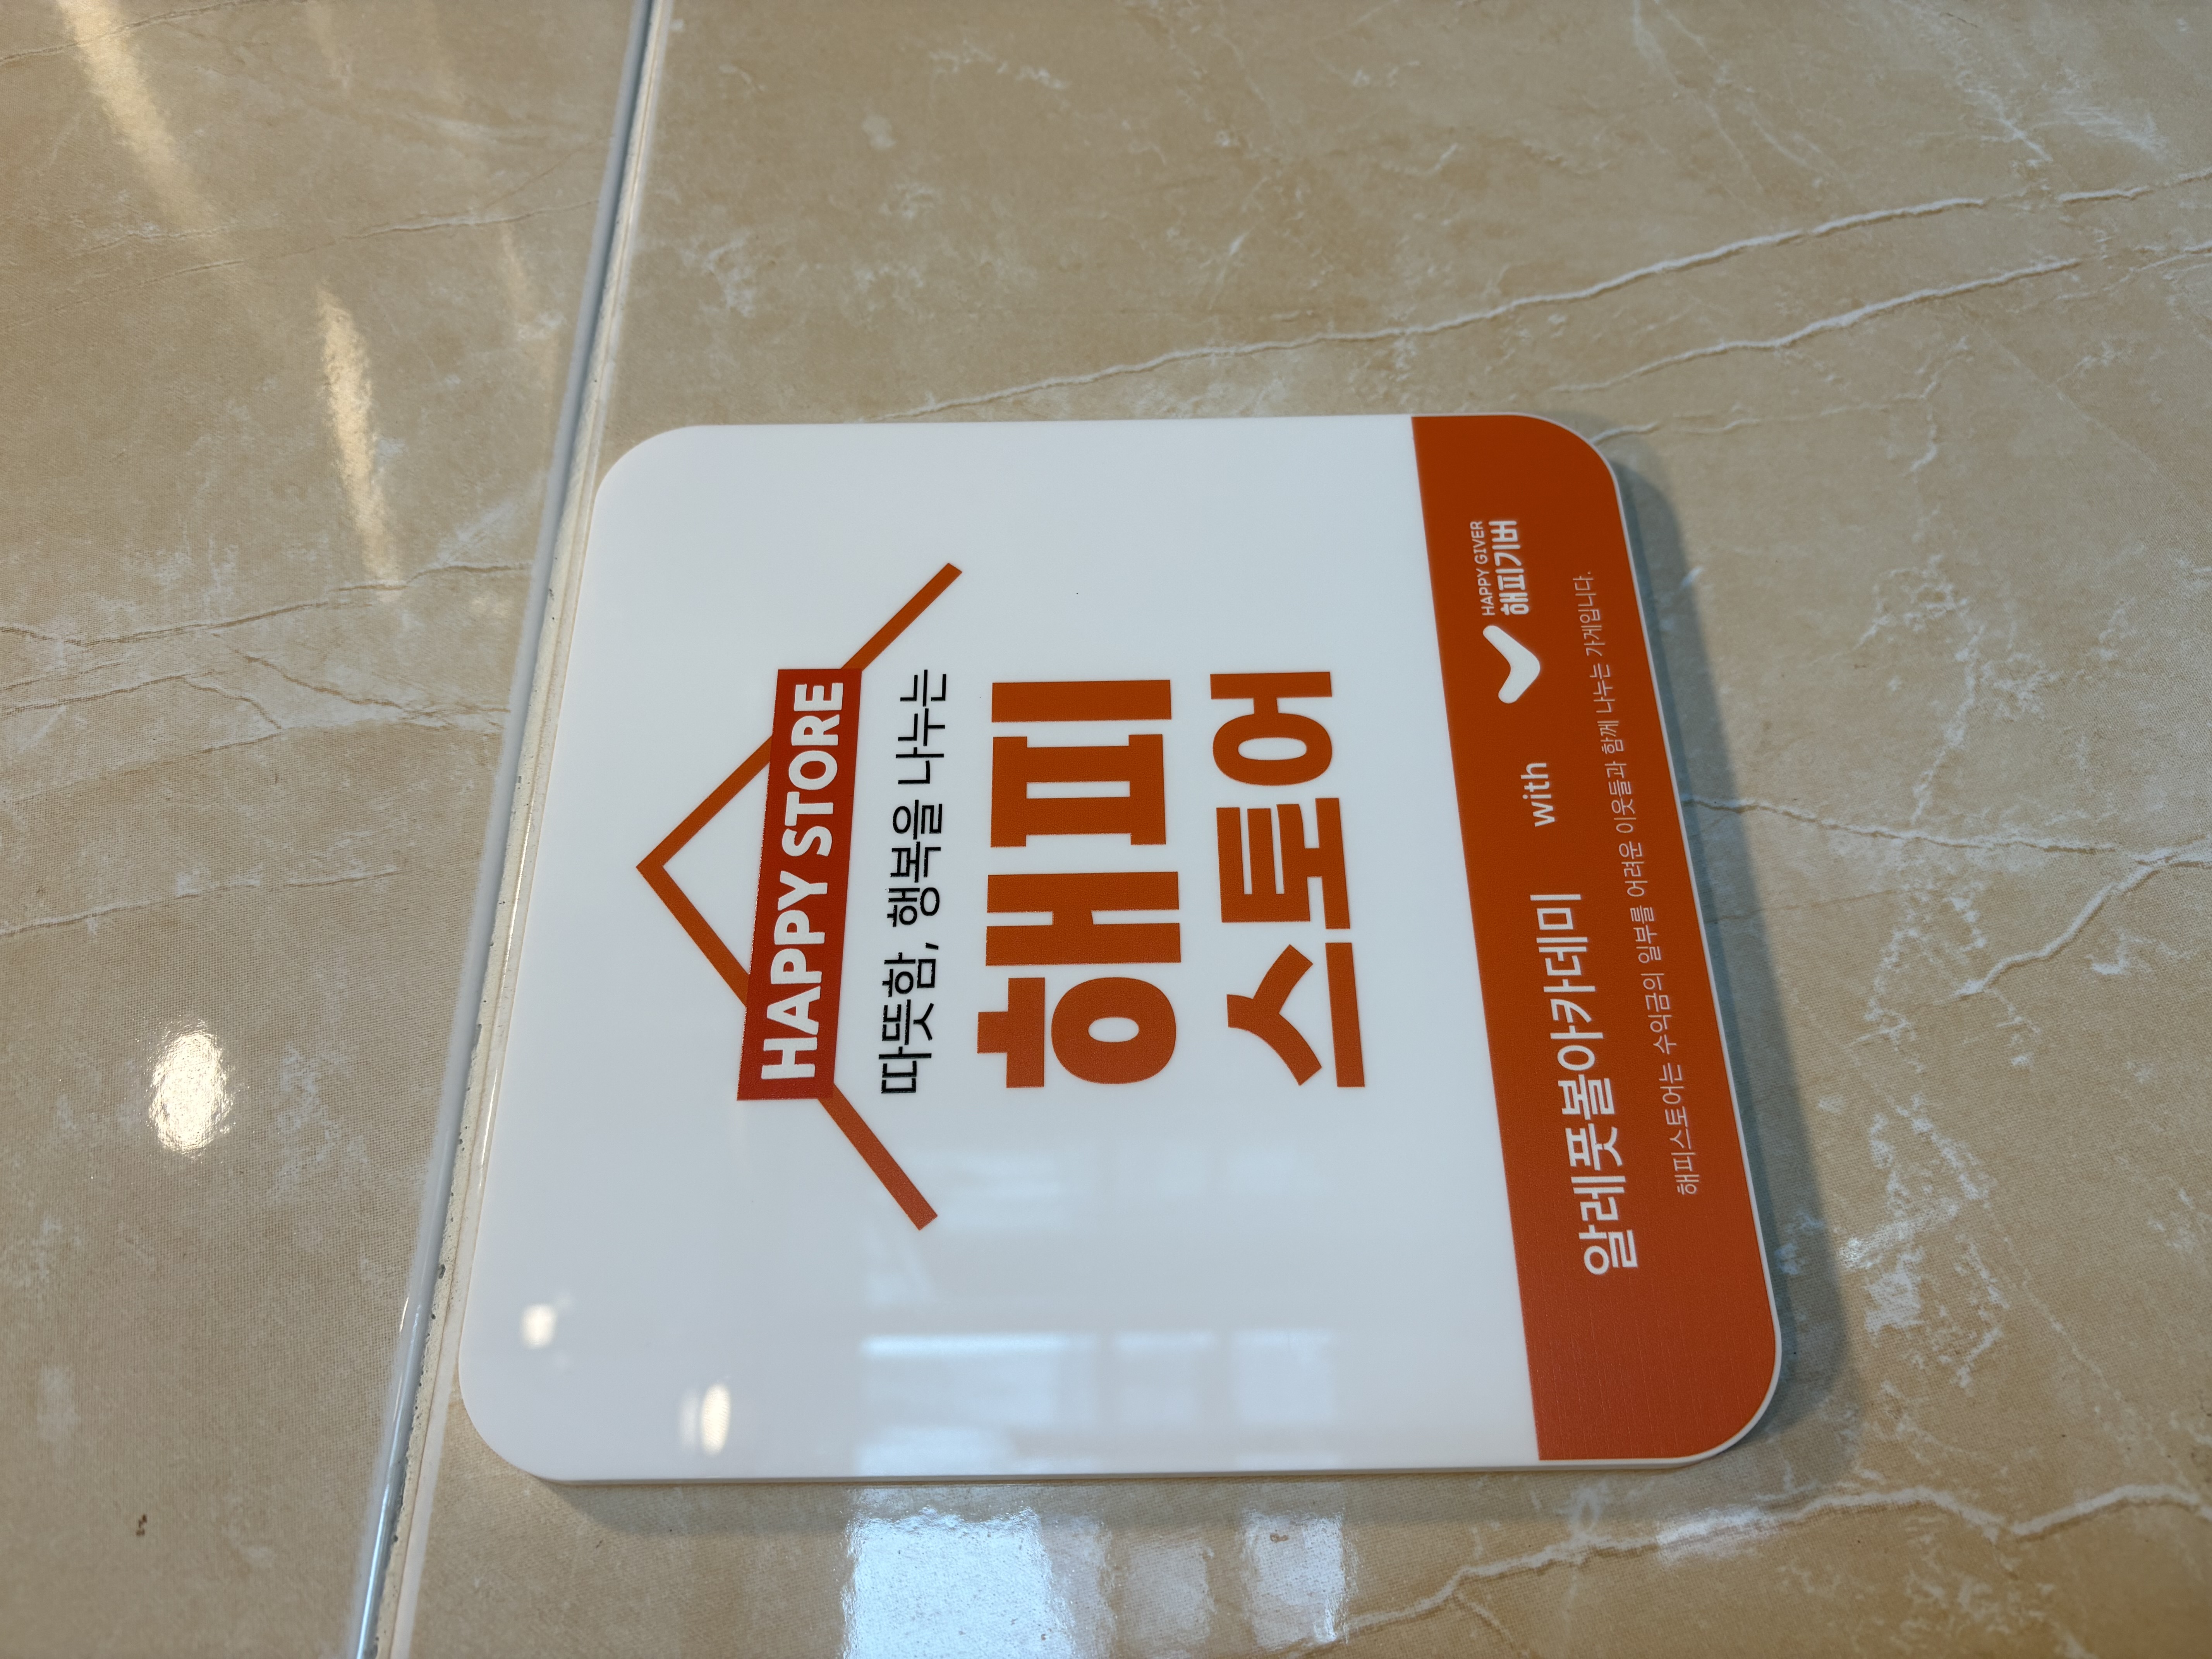 HAPPY STORE
따뜻함, 행복을 나누는
해피
스토어
알레풋볼아카데미 with HAPPY GIVER 해피기버
해피스토어는 수익금의 일부를 어려운 이웃들과 함께 나누는 가게입니다.